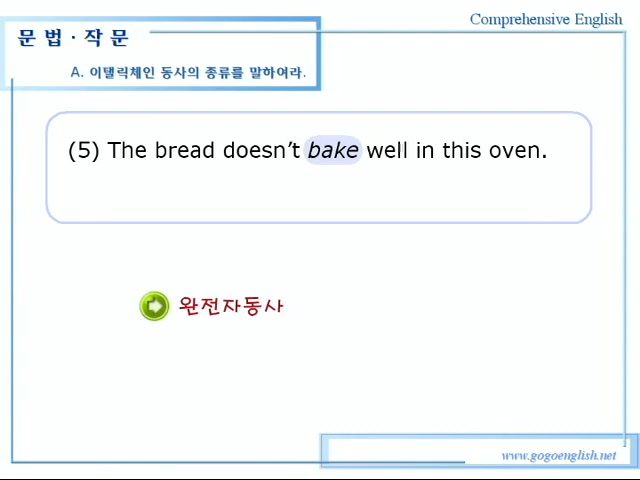 Comprehensive English
문법·작문
A. 이탤릭체인 동사의 종류를 말하여라.
(5) The bread doesn’t bake well in this oven.
완전자동사
www.gogoenglish.net